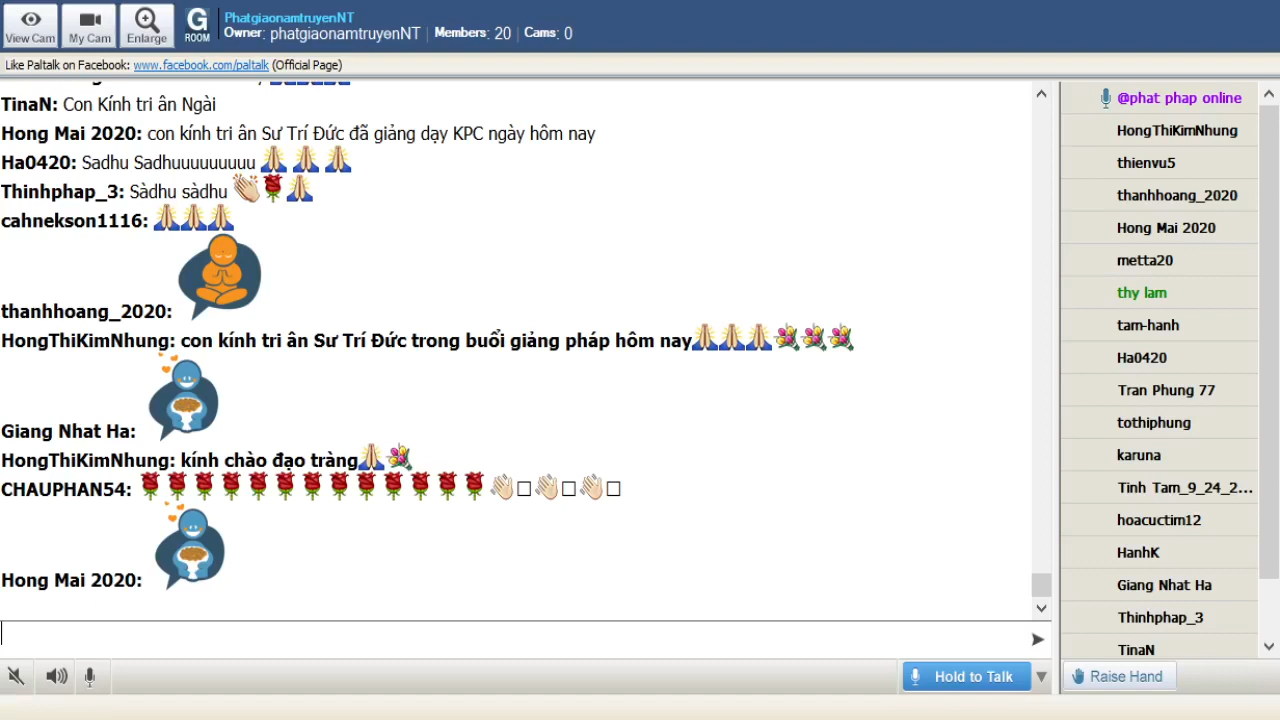 View Cam
My Cam
Enlarge
G
ROOM
PhatgiaonamtruyenNT
Owner: phatgiaonamtruyenNT | Members: 20 | Cams: 0
Like Paltalk on Facebook: www.facebook.com/paltalk (Official Page)
TinaN: Con Kính tri ân Ngài
Hong Mai 2020: con kính tri ân Sư Trí Đức đã giảng dạy KPC ngày hôm nay
Ha0420: Sadhu Sadhuuuuuuuuu 🙏 🙏 🙏
Thinhphap_3: Sàdhu sàdhu 👏🌹🙏
cahnekson1116: 🙏🙏🙏
thanhhoang_2020:
HongThiKimNhung: con kính tri ân Sư Trí Đức trong buổi giảng pháp hôm nay🙏🙏🙏💐💐💐
Giang Nhat Ha:
HongThiKimNhung: kính chào đạo tràng🙏💐
CHAUPHAN54: 🌹🌹🌹🌹🌹🌹🌹🌹🌹🌹🌹🌹🌹👋□👋□👋□
Hong Mai 2020:
@phat phap online
HongThiKimNhung
thienvu5
thanhhoang_2020
Hong Mai 2020
metta20
thy lam
tam-hanh
Ha0420
Tran Phung 77
tothiphung
karuna
Tinh Tam_9_24_2...
hoacuctim12
HanhK
Giang Nhat Ha
Thinhphap_3
TinaN
Hold to Talk
Raise Hand